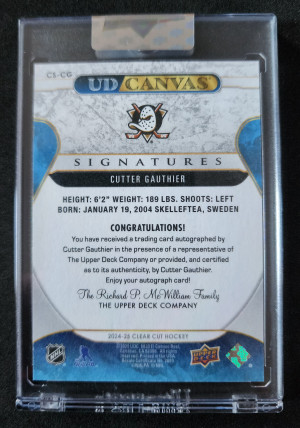 CS-CG
UD CANVAS
SIGNATURES
CUTTER GAUTHIER
HEIGHT: 6'2" WEIGHT: 189 LBS. SHOOTS: LEFT
BORN: JANUARY 19, 2004 SKELLEFTEA, SWEDEN
CONGRATULATIONS!
You have received a trading card autographed by
Cutter Gauthier in the presence of a representative of
The Upper Deck Company or provided, and certified
as to its authenticity, by Cutter Gauthier.
Enjoy your autograph card!
The Richard P. McWilliam Family
THE UPPER DECK COMPANY
2024-25 CLEAR CUT HOCKEY
NHL
UPPER DECK